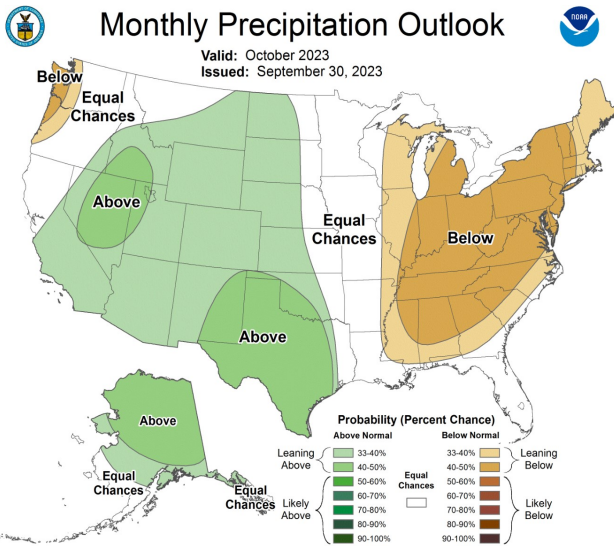 Monthly Precipitation Outlook
NOAA
Valid: October 2023
Issued: September 30, 2023
Below
Equal
Chances
Above
Equal
Chances
Below
Above
Above
Equal
Chances
Equal
Chances
Probability (Percent Chance)
Above Normal
Below Normal
Leaning
Above
33-40%
40-50%
50-60%
60-70%
70-80%
80-90%
90-100%
Likely
Above
Equal
Chances
33-40%
40-50%
50-60%
60-70%
70-80%
80-90%
90-100%
Leaning
Below
Likely
Below